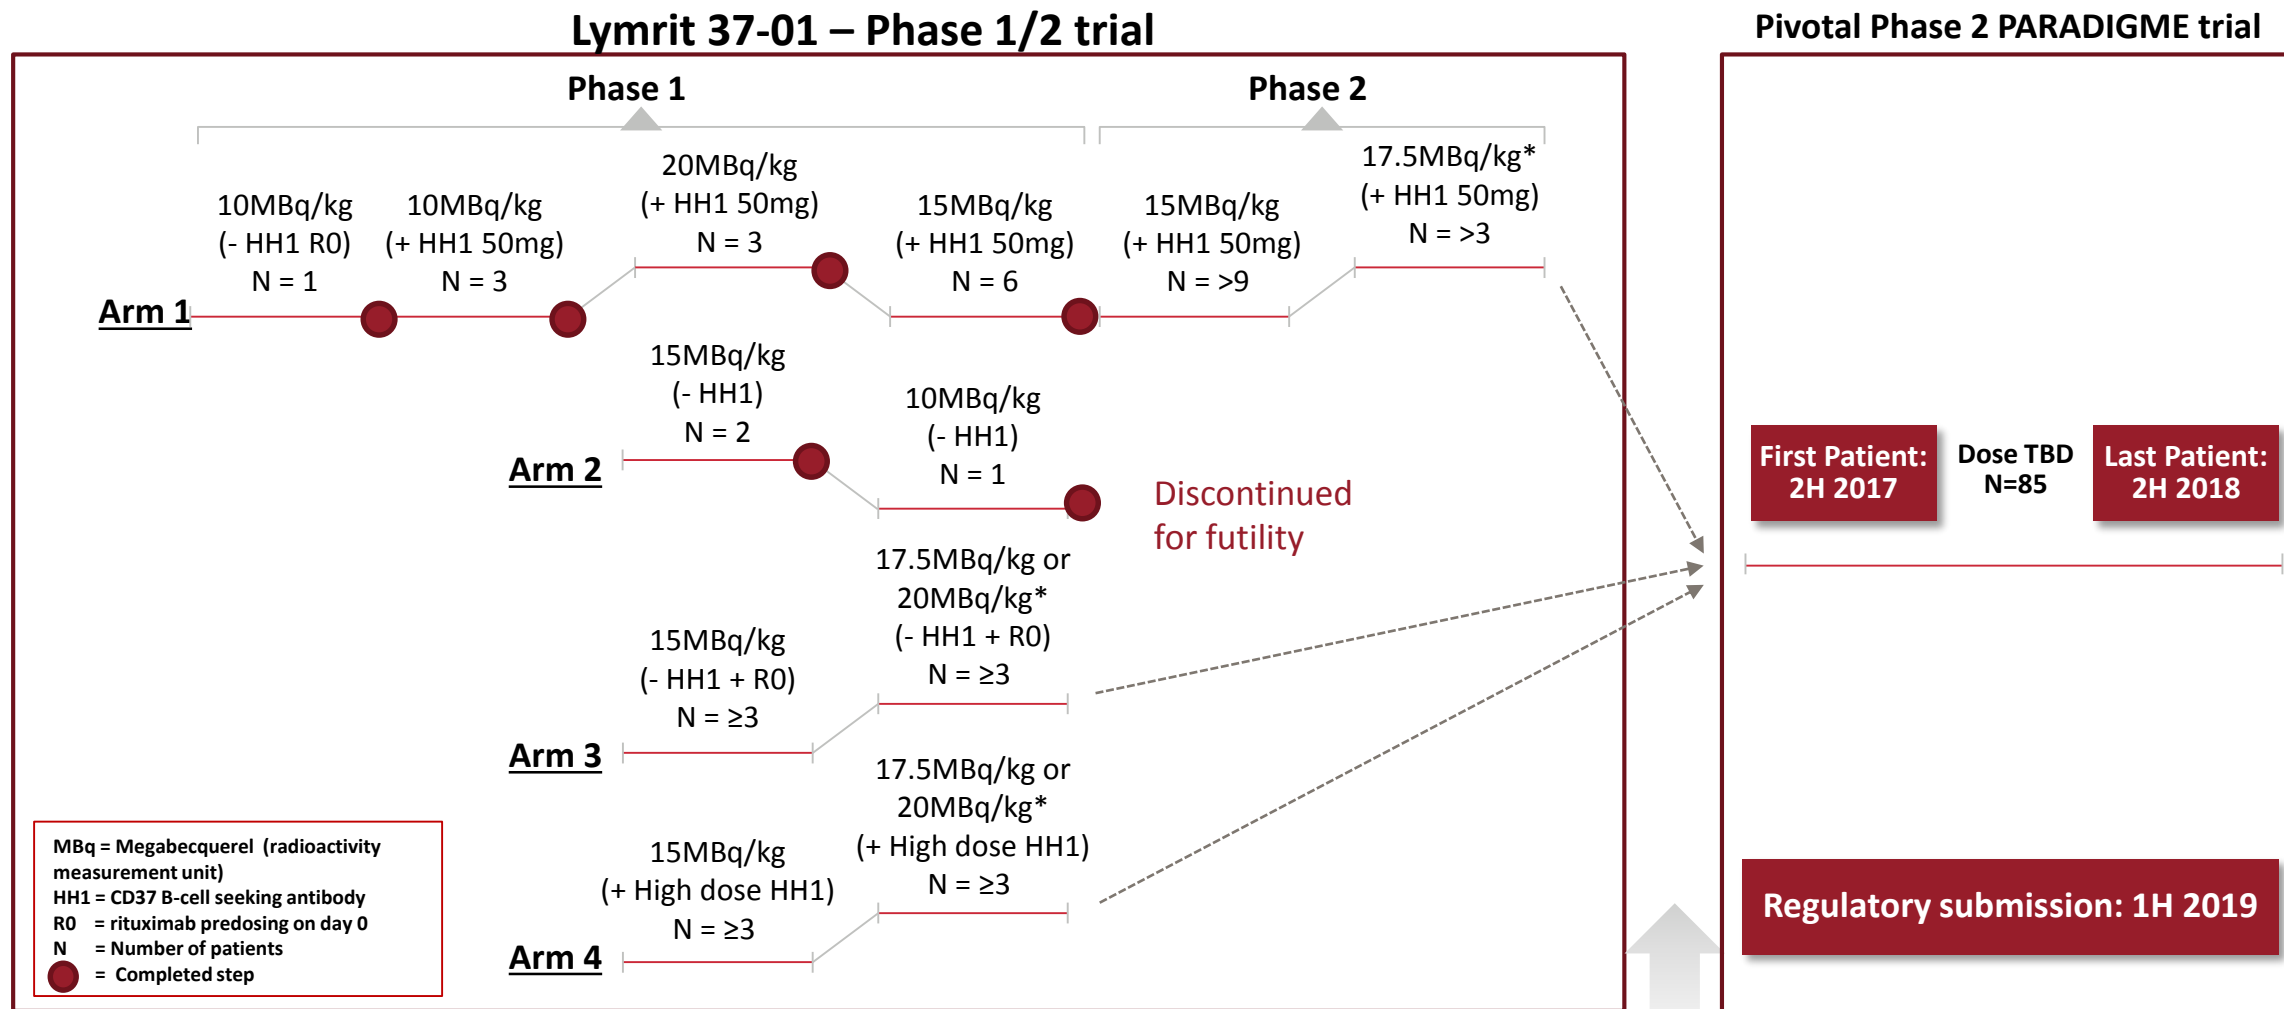 Lymrit 37-01 – Phase 1/2 trial
Pivotal Phase 2 PARADIGME trial
Phase 1
Phase 2
10MBq/kg
(- HH1 R0)
N = 1
10MBq/kg
(+ HH1 50mg)
N = 3
20MBq/kg
(+ HH1 50mg)
N = 3
15MBq/kg
(+ HH1 50mg)
N = 6
15MBq/kg
(+ HH1 50mg)
N = >9
17.5MBq/kg*
(+ HH1 50mg)
N = >3
Arm 1
15MBq/kg
(- HH1)
N = 2
10MBq/kg
(- HH1)
N = 1
Arm 2
Discontinued
for futility
15MBq/kg
(- HH1 + R0)
N = ≥3
17.5MBq/kg or
20MBq/kg*
(- HH1 + R0)
N = ≥3
Arm 3
15MBq/kg
(+ High dose HH1)
N = ≥3
17.5MBq/kg or
20MBq/kg*
(+ High dose HH1)
N = ≥3
Arm 4
First Patient:
2H 2017
Dose TBD
N=85
Last Patient:
2H 2018
Regulatory submission: 1H 2019
MBq = Megabecquerel (radioactivity
measurement unit)
HH1 = CD37 B-cell seeking antibody
R0 = rituximab predosing on day 0
N = Number of patients
= Completed step